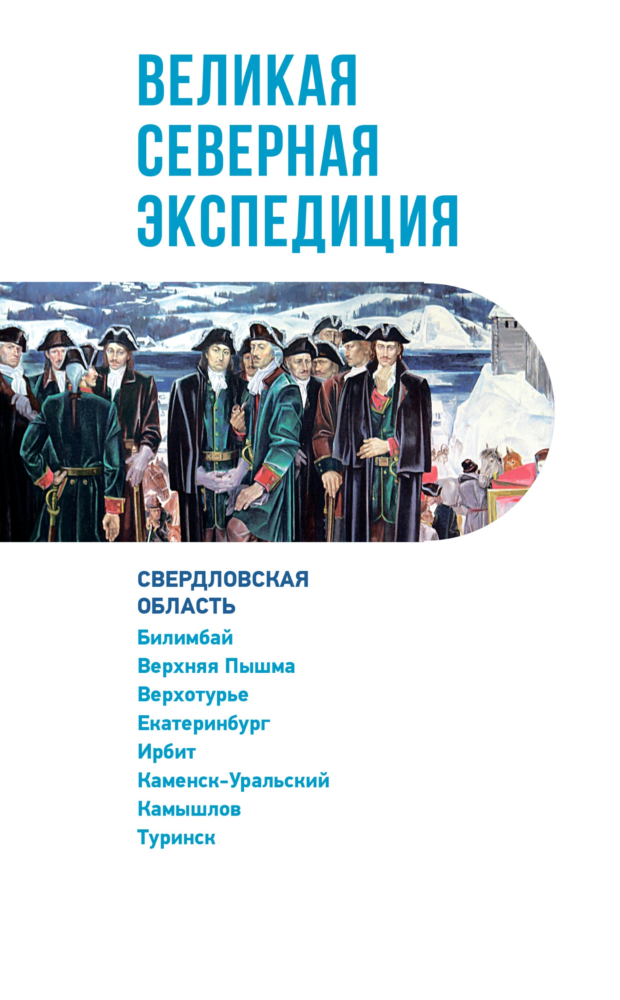 ВЕЛИКАЯ
СЕВЕРНАЯ
ЭКСПЕДИЦИЯ
СВЕРДЛОВСКАЯ
ОБЛАСТЬ
Билимбай
Верхняя Пышма
Верхотурье
Екатеринбург
Ирбит
Каменск-Уральский
Камышлов
Туринск